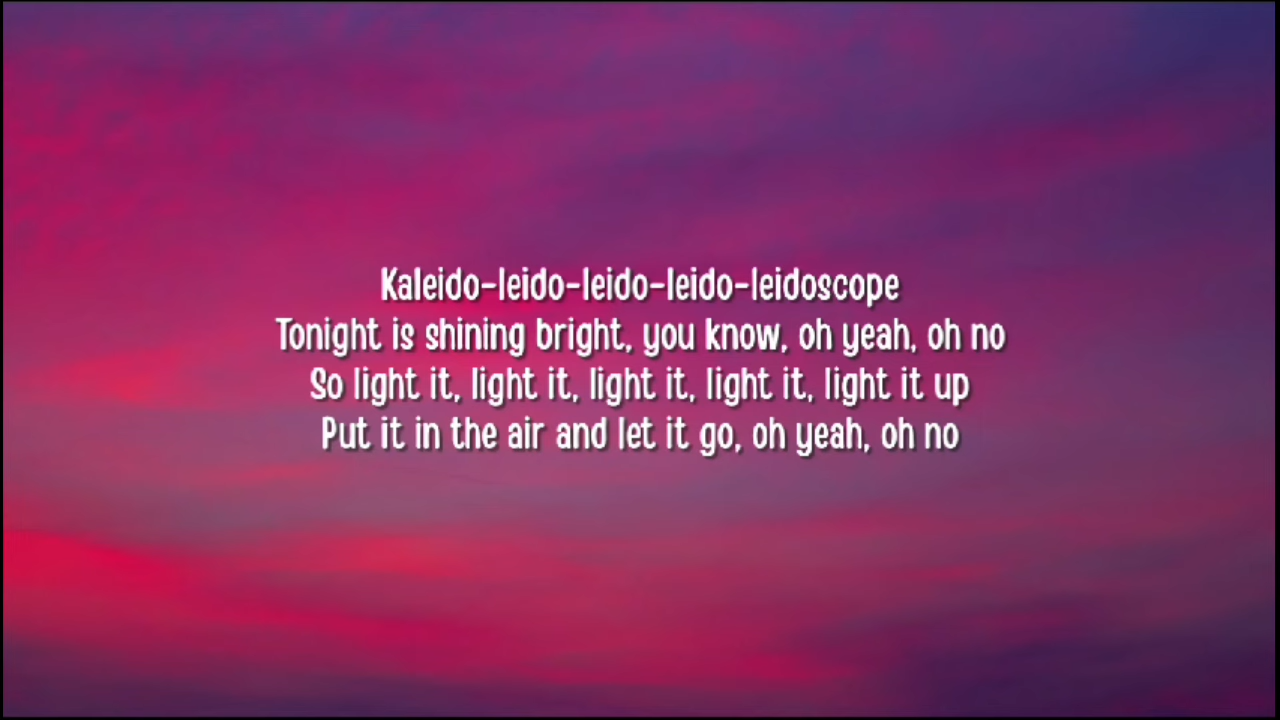 Kaleido-leido-leido-leido-leidoscope
Tonight is shining bright, you know, oh yeah, oh no
So light it, light it, light it, light it, light it up
Put it in the air and let it go, oh yeah, oh no